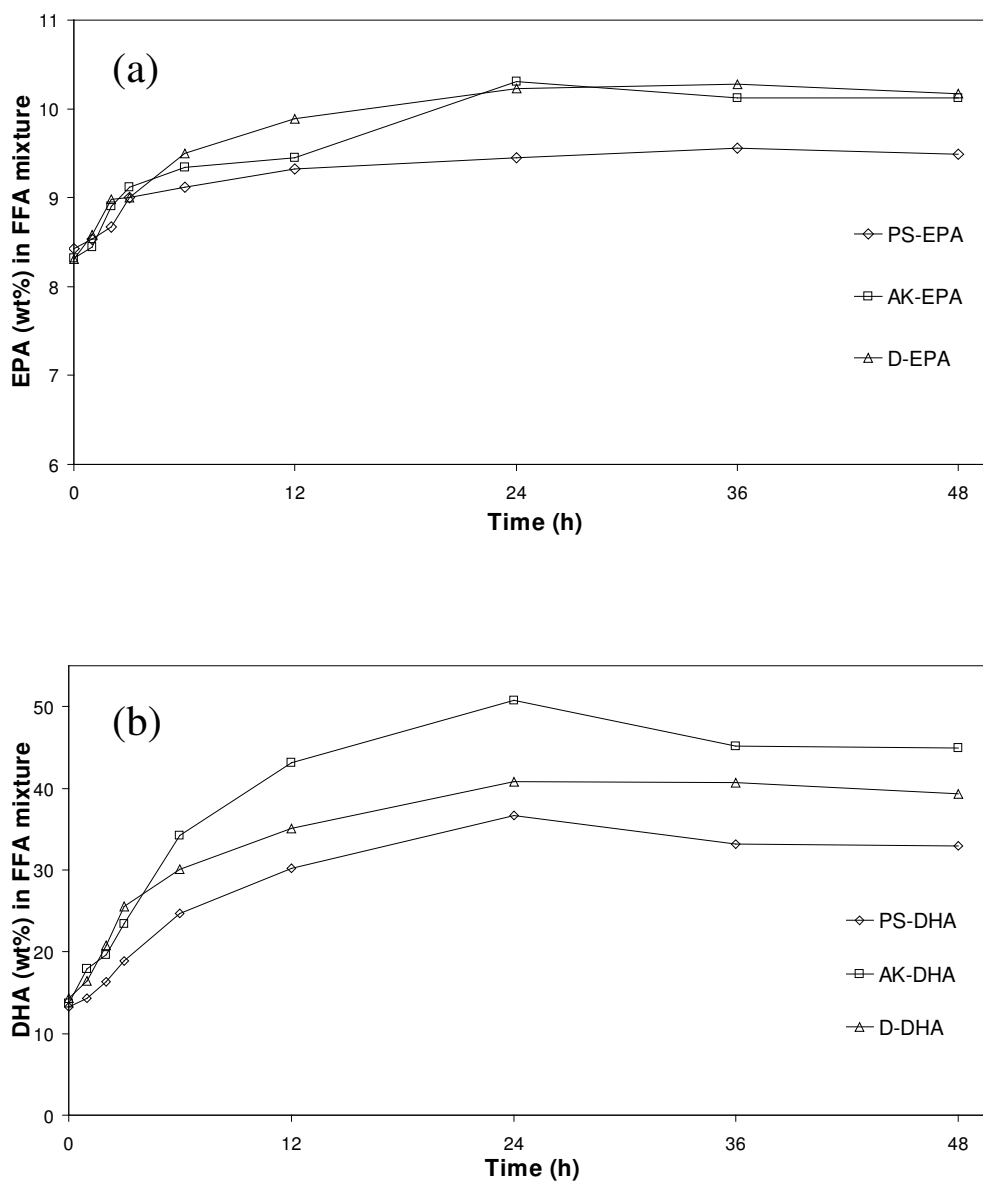 (a)
EPA (wt%) in FFA mixture
11
10
9
8
7
6
0 12 24 36 48
Time (h)
PS-EPA
AK-EPA
D-EPA
(b)
DHA (wt%) in FFA mixture
50
40
30
20
10
0
0 12 24 36 48
Time (h)
PS-DHA
AK-DHA
D-DHA